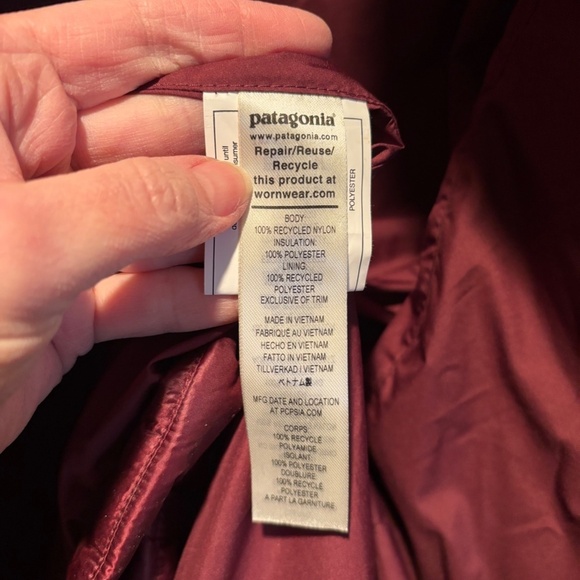 patagonia®
www.patagonia.com
Repair/Reuse/
Recycle
this product at
wornwear.com
BODY:
100% RECYCLED NYLON
INSULATION:
100% POLYESTER
LINING:
100% RECYCLED
POLYESTER
EXCLUSIVE OF TRIM
MADE IN VIETNAM
FABRIQUÉ AU VIETNAM
HECHO EN VIETNAM
FATTO IN VIETNAM
TILLVERKAD I VIETNAM
ベトナム製
MFG DATE AND LOCATION
AT PCPSIA.COM
CORPS:
100% RECYCLÉ
POLYAMIDE
ISOLANT:
100% POLYESTER
DOUBLURE:
100% RECYCLÉ
POLYESTER
A PART LA GARNITURE
until
POLYESTER